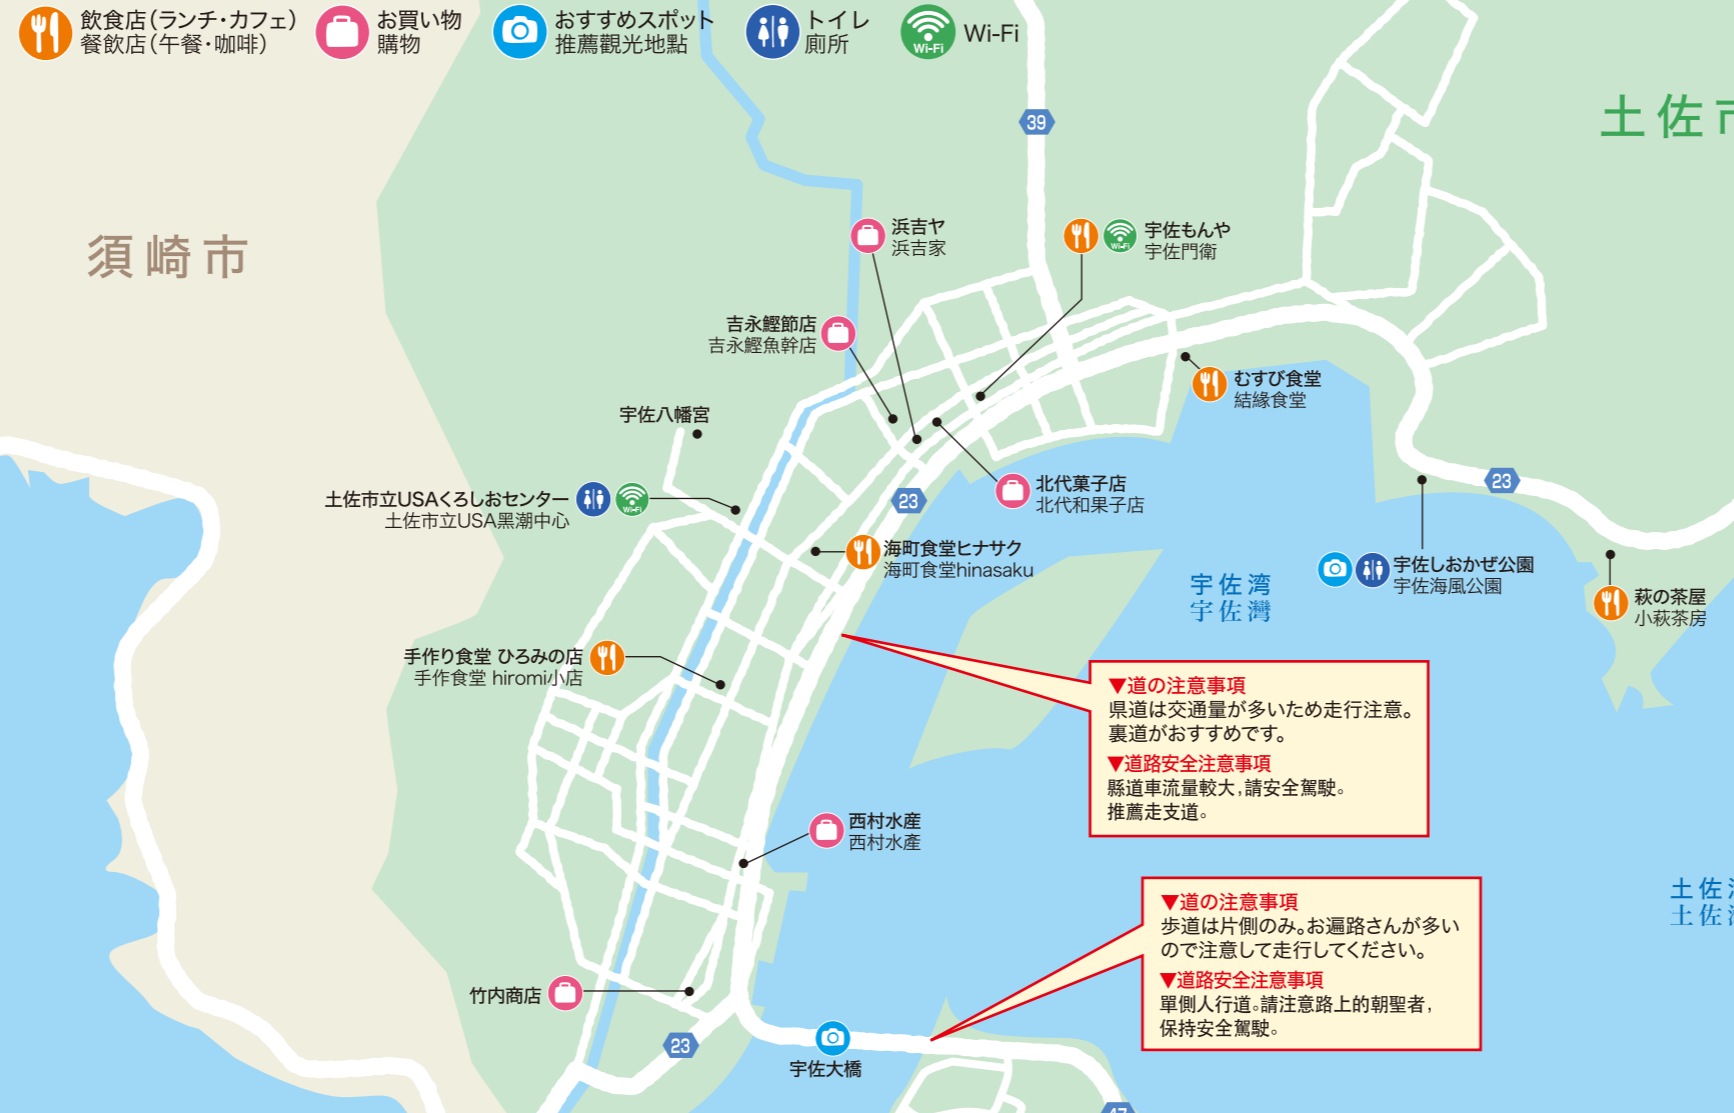 飲食店(ランチ・カフェ)
餐飲店(午餐・咖啡)
お買い物
購物
おすすめスポット
推薦觀光地點
トイレ
廁所
Wi-Fi
Wi-Fi
39
土佐市
須崎市
浜吉ヤ
浜吉家
Wi-Fi
宇佐もんや
宇佐門衛
吉永鰹節店
吉永鰹魚幹店
むすび食堂
結緣食堂
宇佐八幡宮
土佐市立USAくろしおセンター
土佐市立USA黑潮中心
Wi-Fi
23
北代菓子店
北代和果子店
23
海町食堂ヒナサク
海町食堂hinasaku
宇佐湾
宇佐灣
宇佐しおかぜ公園
宇佐海風公園
萩の茶屋
小萩茶房
手作り食堂 ひろみの店
手作食堂 hiromi小店
▼道の注意事項
県道は交通量が多いため走行注意。
裏道がおすすめです。
▼道路安全注意事項
縣道車流量較大,請安全駕駛。
推薦走支道。
西村水産
西村水產
土佐
土佐
▼道の注意事項
歩道は片側のみ。お遍路さんが多い
ので注意して走行してください。
▼道路安全注意事項
單側人行道。請注意路上的朝聖者,
保持安全駕駛。
竹内商店
23
宇佐大橋
47